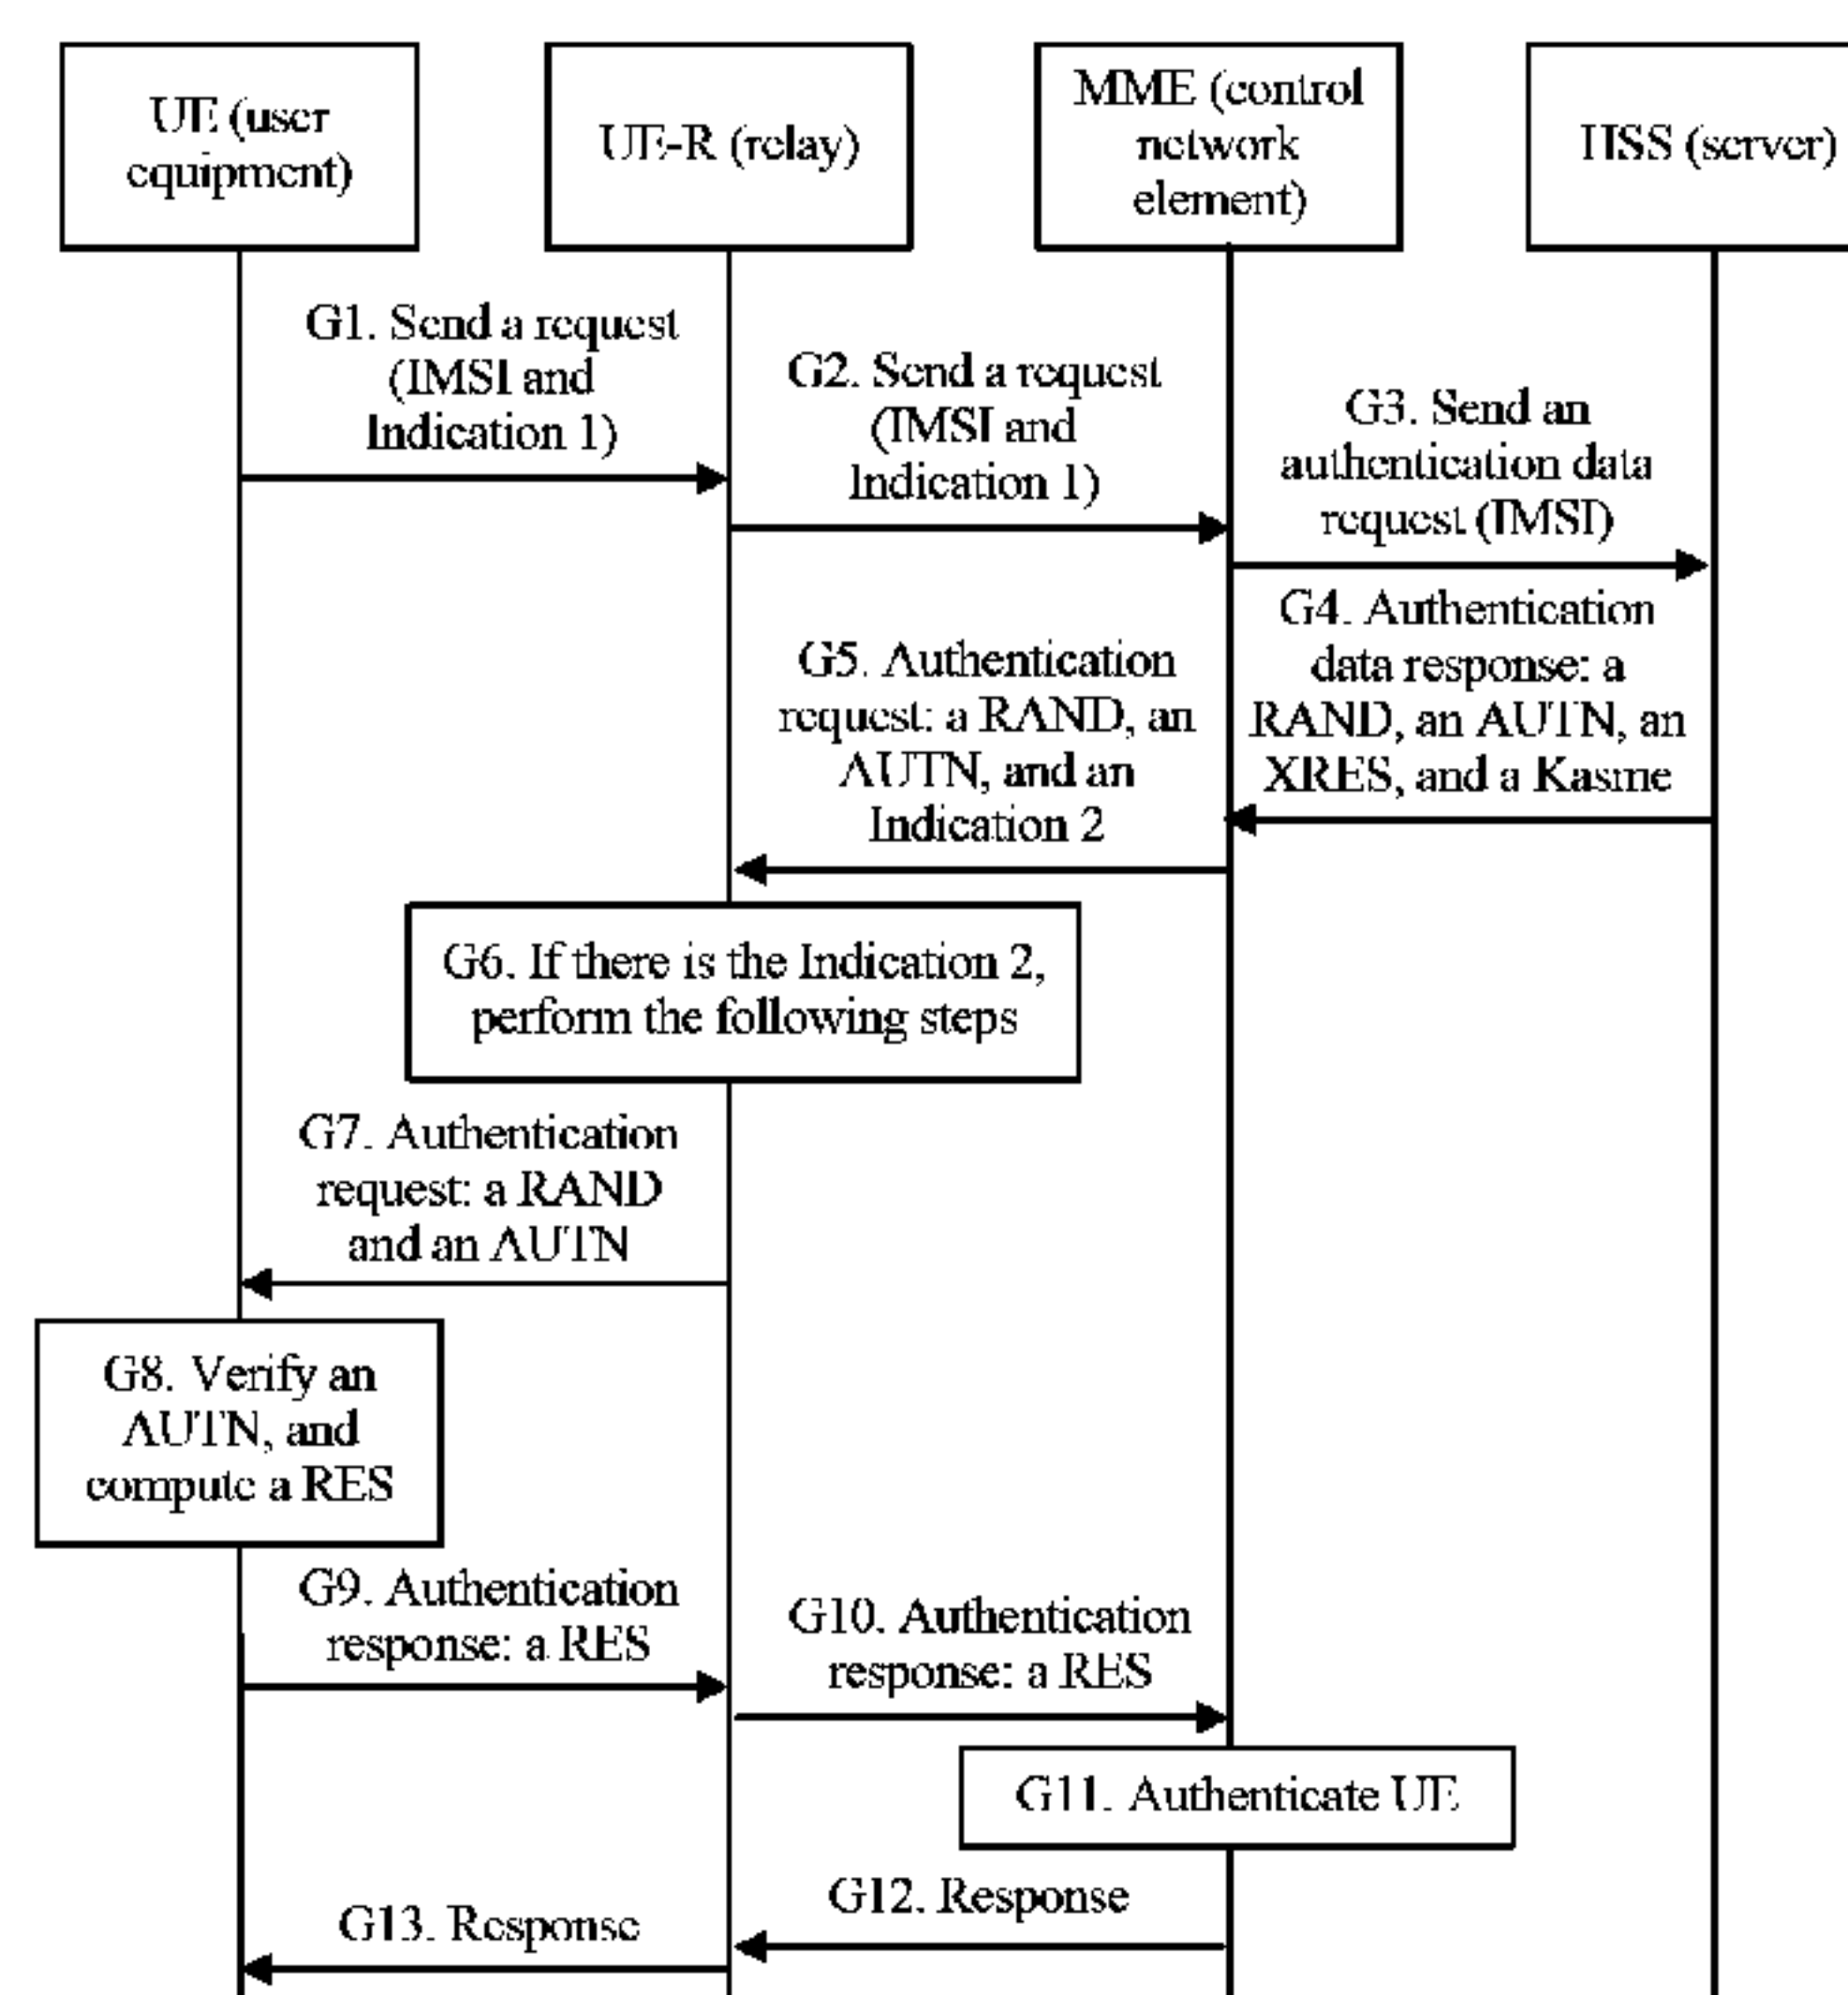 UE (user
equipment)
UE-R (relay)
MME (control
network
element)
HSS (server)
G1. Send a request
(IMSI and
Indication 1)
G2. Send a request
(IMSI and
Indication 1)
G3. Send an
authentication data
request (IMSI)
G4. Authentication
data response: a
RAND, an AUTN, an
XRES, and a Kasme
G5. Authentication
request: a RAND, an
AUTN, and an
Indication 2
G6. If there is the Indication 2,
perform the following steps
G7. Authentication
request: a RAND
and an AUTN
G8. Verify an
AUTN, and
compute a RES
G9. Authentication
response: a RES
G10. Authentication
response: a RES
G11. Authenticate UE
G12. Response
G13. Response